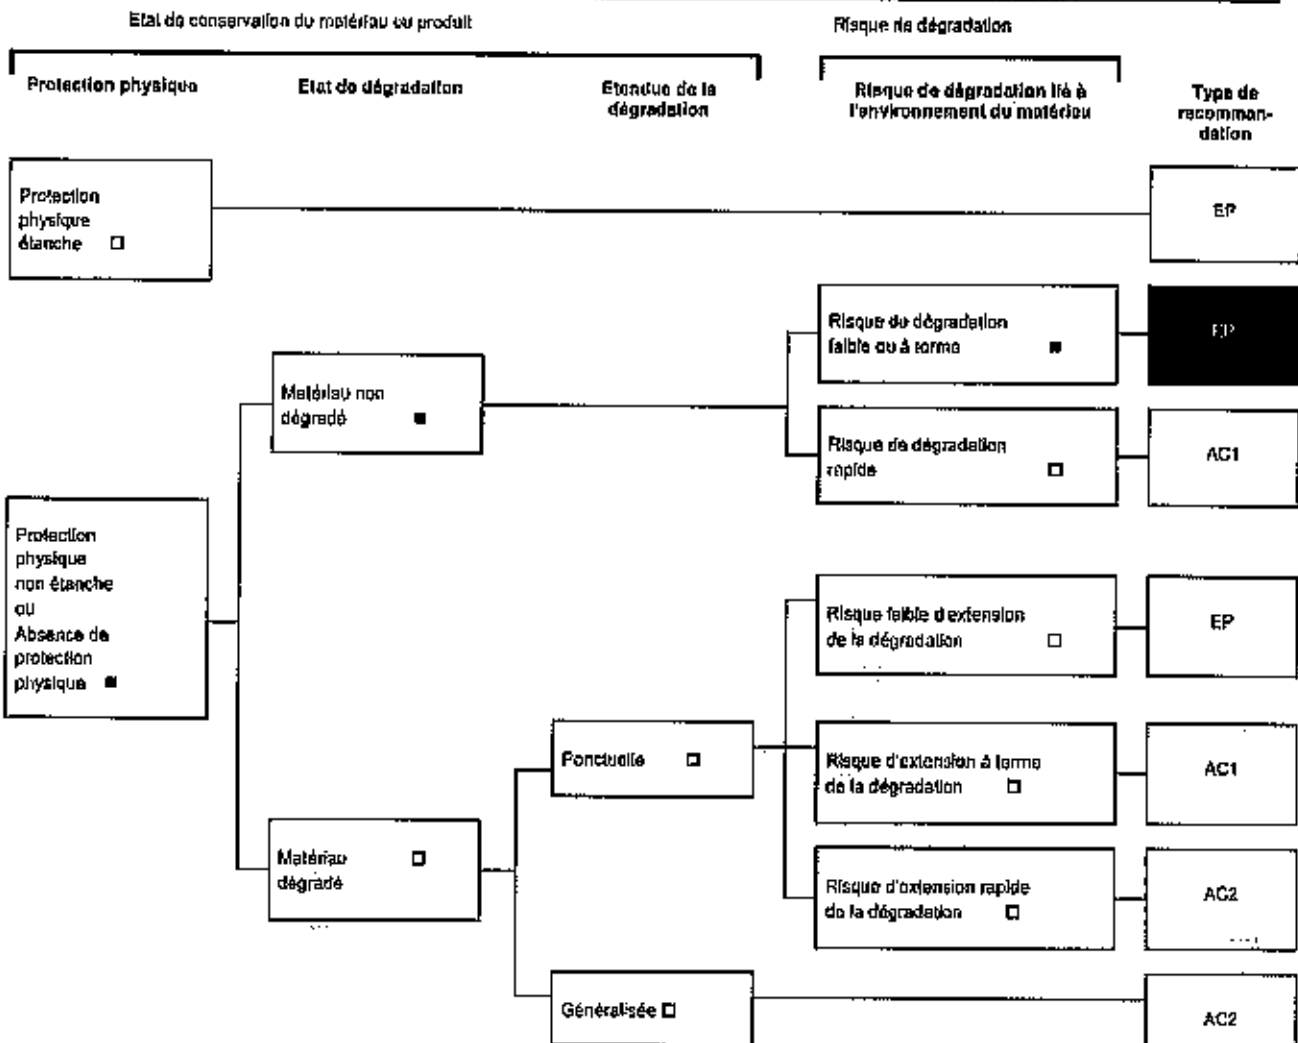 Etat de conservation du matériau ou produit
Risque de dégradation
Protection physique
Etat de dégradation
Etendue de la
dégradation
Risque de dégradation lié à
l'environnement du matériau
Type de
recomman-
dation
Protection
physique
étanche
EP
Risque de dégradation
faible ou à terme
EP
Matériau non
dégradé
Risque de dégradation
rapide
AC1
Protection
physique
non étanche
ou
Absence de
protection
physique
Risque faible d'extension
de la dégradation
EP
Ponctuelle
Risque d'extension à terme
de la dégradation
AC1
Matériau
dégradé
Risque d'extension rapide
de la dégradation
AC2
Généralisée
AC2